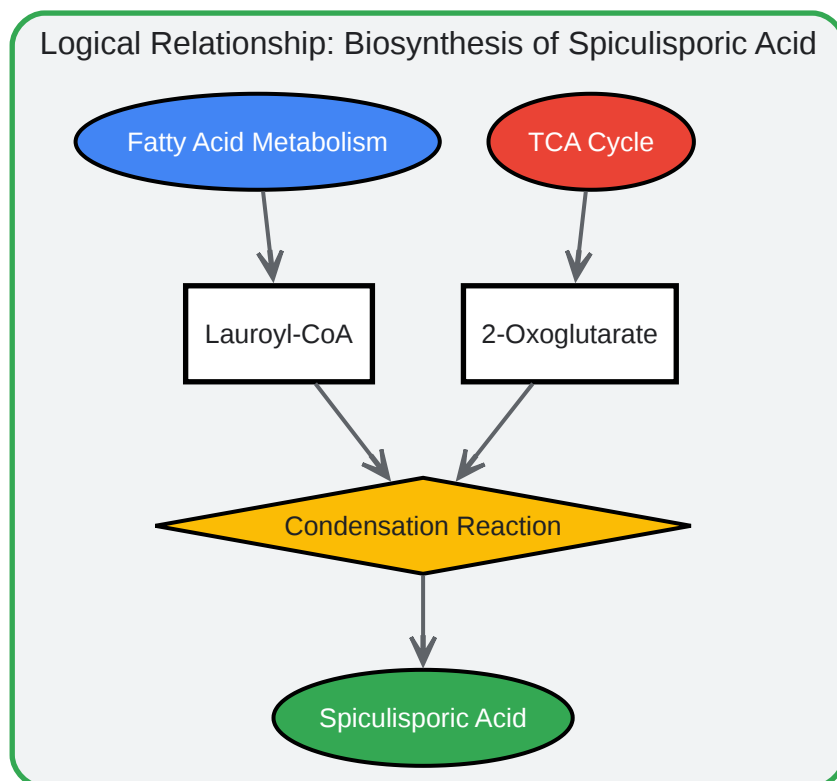 Logical Relationship: Biosynthesis of Spiculisporic Acid
Fatty Acid Metabolism
TCA Cycle
Lauroyl-CoA
2-Oxoglutarate
Condensation Reaction
Spiculisporic Acid